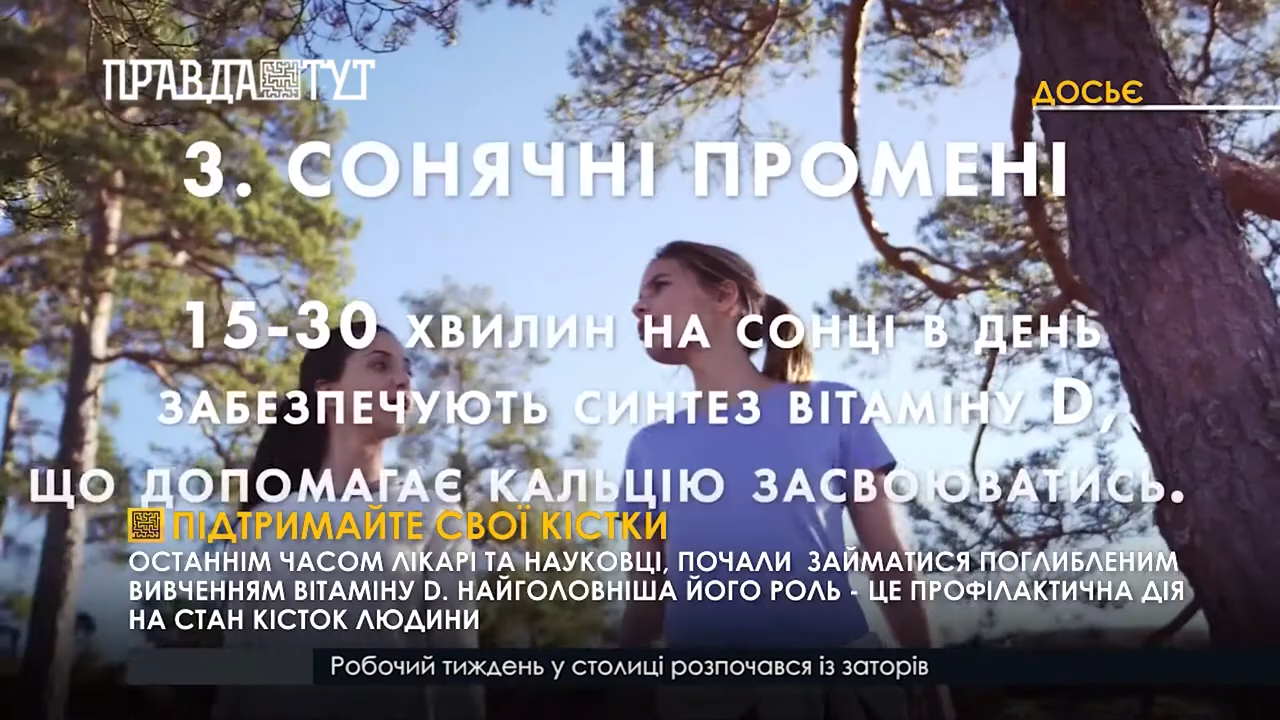 ПРАВДА ТУТ
ДОСЬЄ
3. СОНЯЧНІ ПРОМЕНІ
15-30 ХВИЛИН НА СОНЦІ В ДЕНЬ
ЗАБЕЗПЕЧУЮТЬ СИНТЕЗ ВІТАМІНУ D,
ЩО ДОПОМАГАЄ КАЛЬЦІЮ ЗАСВОЮВАТИСЬ.
ПІДТРИМАЙТЕ СВОЇ КІСТКИ
ОСТАННІМ ЧАСОМ ЛІКАРІ ТА НАУКОВЦІ, ПОЧАЛИ ЗАЙМАТИСЯ ПОГЛИБЛЕНИМ
ВИВЧЕННЯМ ВІТАМІНУ D. НАЙГОЛОВНІША ЙОГО РОЛЬ - ЦЕ ПРОФІЛАКТИЧНА ДІЯ
НА СТАН КІСТОК ЛЮДИНИ
Робочий тиждень у столиці розпочався із заторів